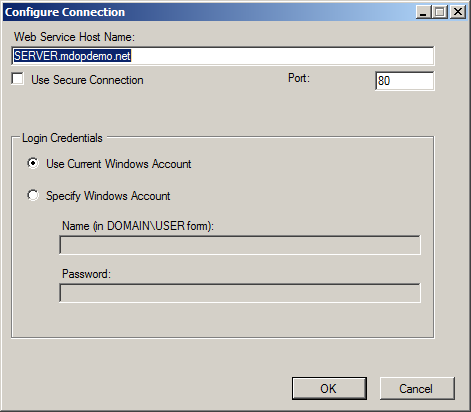 Configure Connection
Web Service Host Name:
SERVER.mdopdemo.net
Use Secure Connection
Port:
80
Login Credentials
Use Current Windows Account
Specify Windows Account
Name (in DOMAIN\USER form):
Password:
OK
Cancel